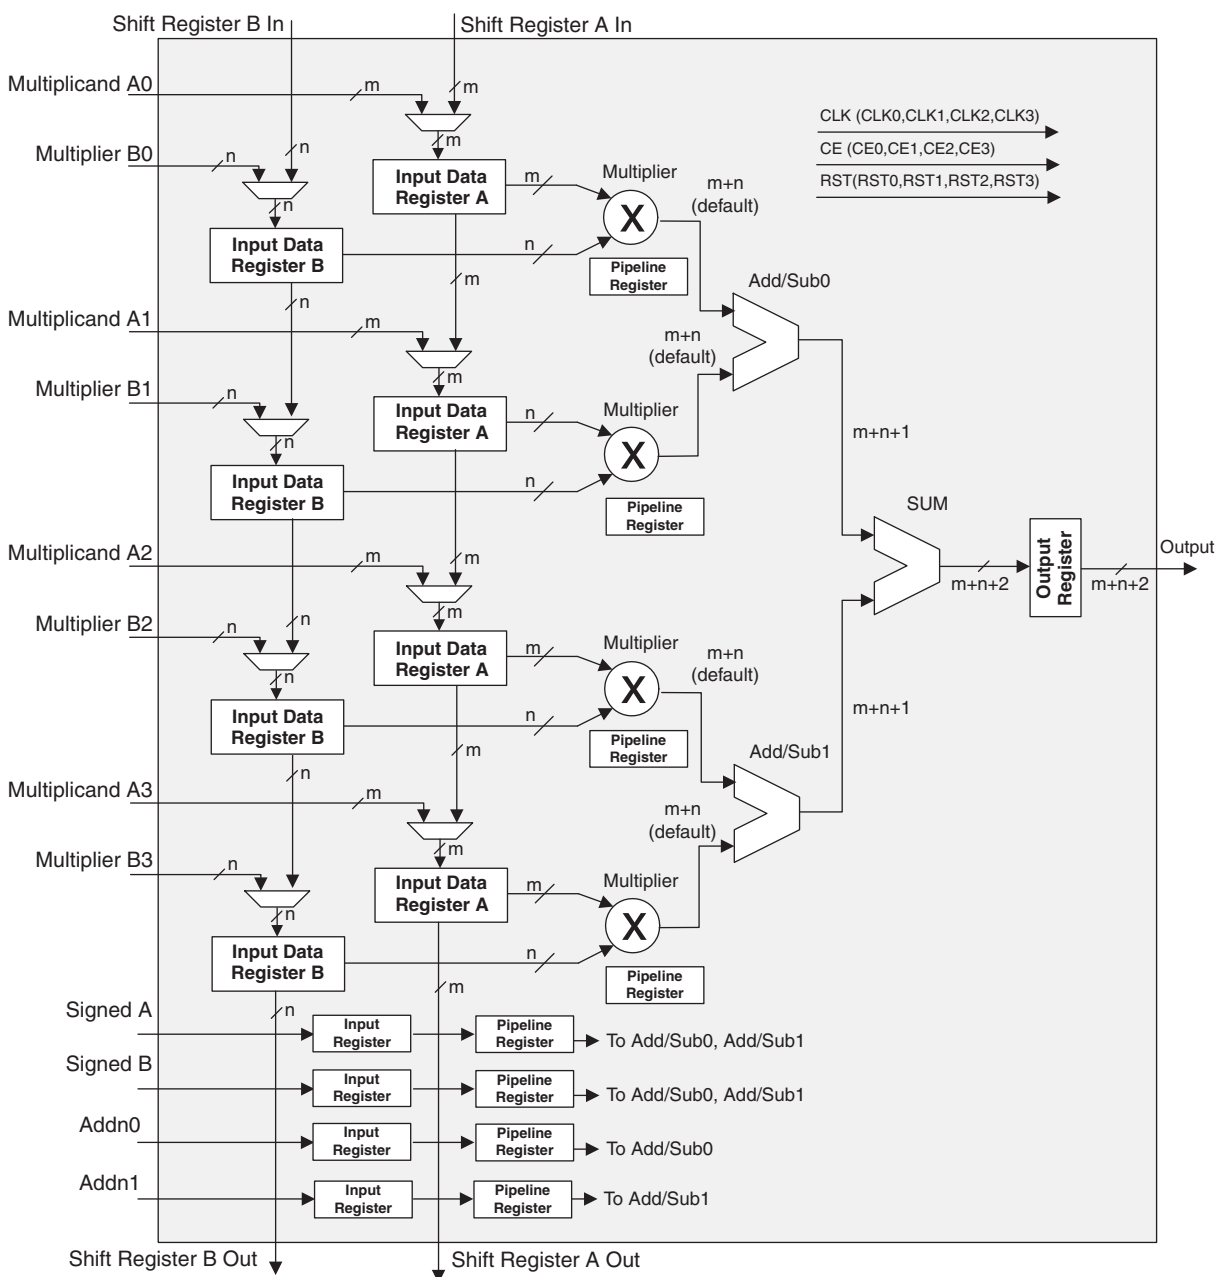 Shift Register B In
Shift Register A In
Multiplicand A0
m
m
CLK (CLK0,CLK1,CLK2,CLK3)
CE (CE0,CE1,CE2,CE3)
RST(RST0,RST1,RST2,RST3)
Multiplier B0
n
n
m
Input Data
Register A
m
Multiplier
X
m+n
(default)
n
Input Data
Register B
n
Pipeline
Register
m
n
Add/Sub0
Multiplicand A1
m
m+n
(default)
m
Multiplier B1
n
Input Data
Register A
n
Multiplier
X
m+n+1
n
Input Data
Register B
n
Pipeline
Register
SUM
Multiplicand A2
m
m
Output
Register
Output
m+n+2
m+n+2
m
n
Multiplier B2
n
Input Data
Register A
m
Multiplier
X
m+n
(default)
n
Input Data
Register B
n
Pipeline
Register
m+n+1
m
n
Add/Sub1
Multiplicand A3
m
m+n
(default)
m
Multiplier B3
n
Input Data
Register A
m
Multiplier
X
n
Input Data
Register B
n
Pipeline
Register
m
n
Signed A
Input
Register
Pipeline
Register
To Add/Sub0, Add/Sub1
Signed B
Input
Register
Pipeline
Register
To Add/Sub0, Add/Sub1
Addn0
Input
Register
Pipeline
Register
To Add/Sub0
Addn1
Input
Register
Pipeline
Register
To Add/Sub1
Shift Register B Out
Shift Register A Out